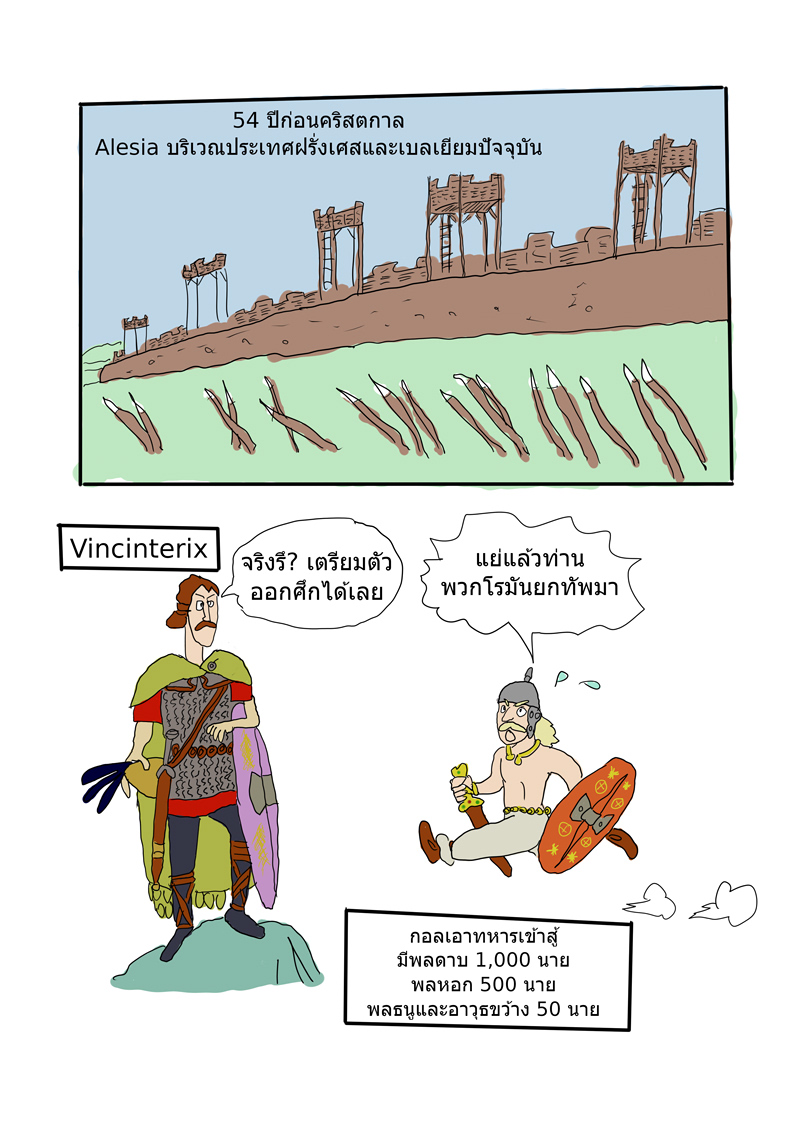 54 ปีก่อนคริสตกาล
Alesia บริเวณประเทศฝรั่งเศสและเบลเยียมปัจจุบัน
Vincinterix
จริงรึ? เตรียมตัว
ออกศึกได้เลย
แย่แล้วท่าน
พวกโรมันยกทัพมา
กอลเอาทหารเข้าสู้
มีพลดาบ 1,000 นาย
พลหอก 500 นาย
พลธนูและอาวุธขว้าง 50 นาย